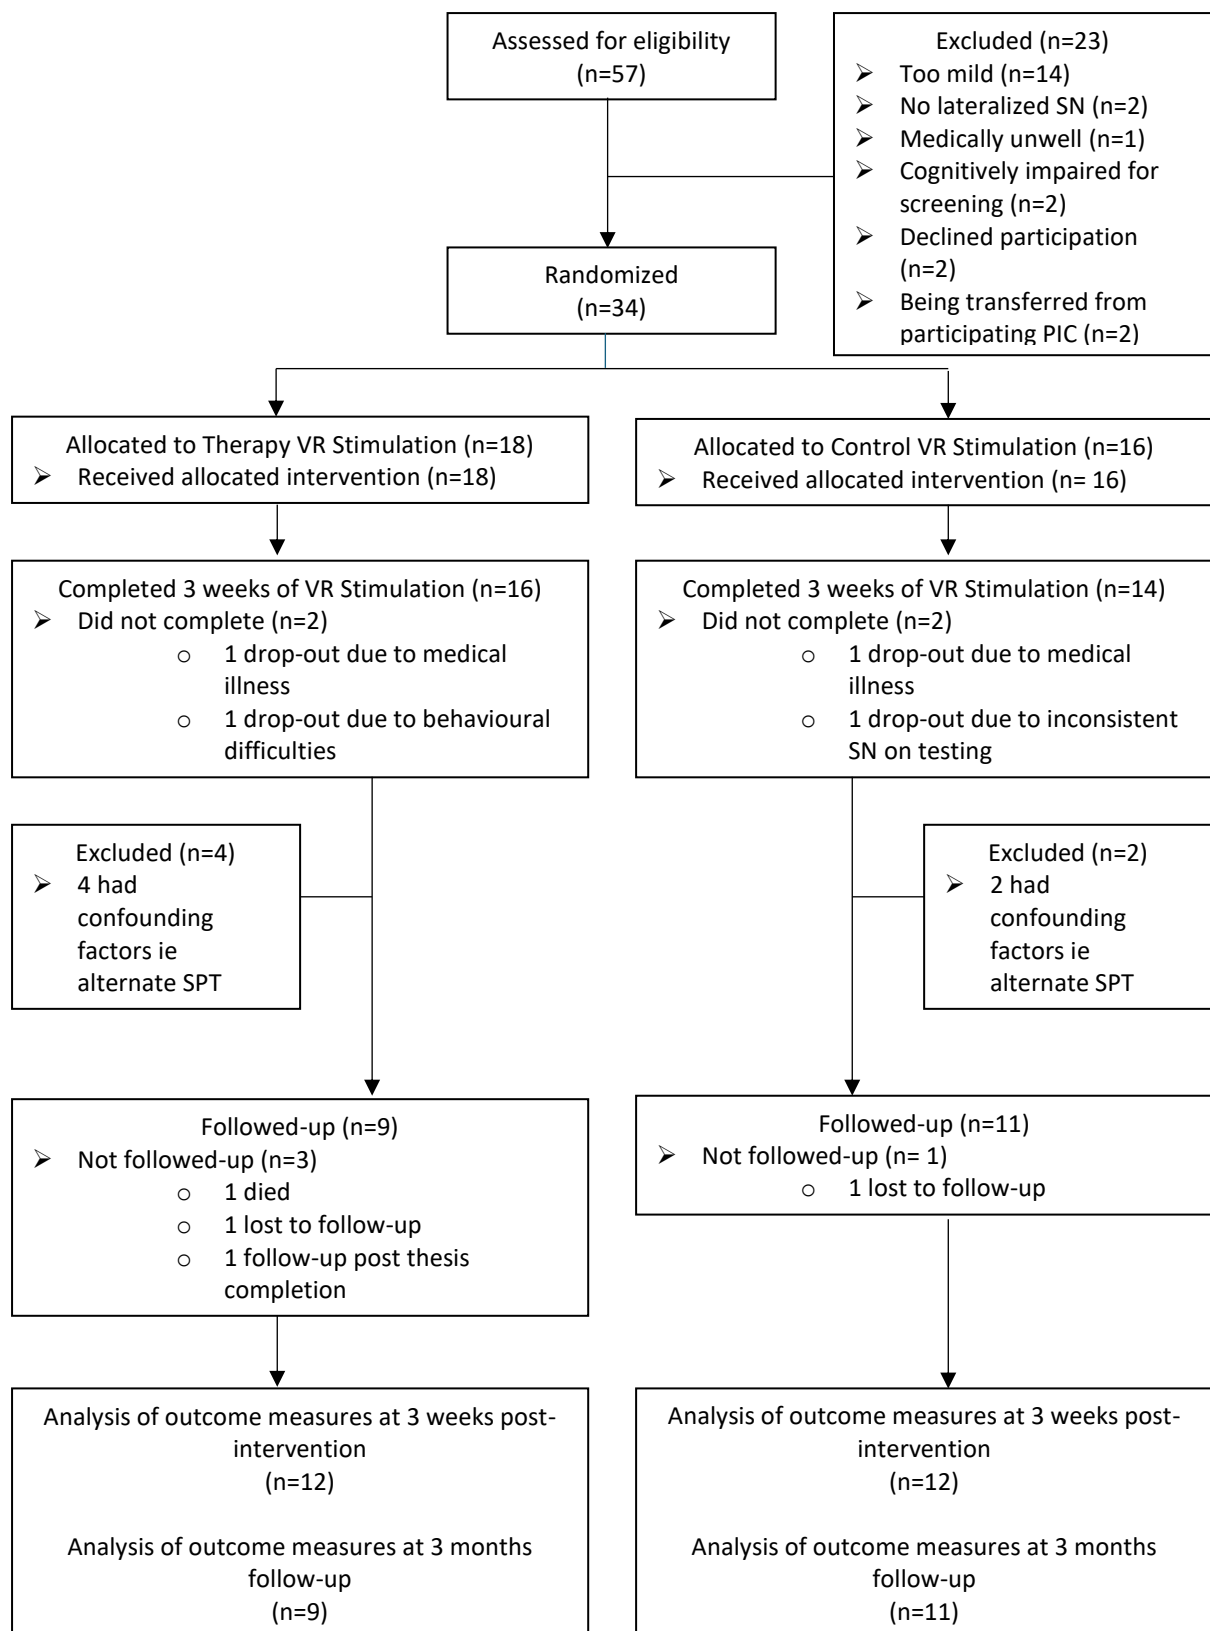 Assessed for eligibility
(n=57)
Excluded (n=23)
➢ Too mild (n=14)
➢ No lateralized SN (n=2)
➢ Medically unwell (n=1)
➢ Cognitively impaired for
screening (n=2)
➢ Declined participation
(n=2)
➢ Being transferred from
participating PIC (n=2)
Randomized
(n=34)
Allocated to Therapy VR Stimulation (n=18)
➢ Received allocated intervention (n=18)
Allocated to Control VR Stimulation (n=16)
➢ Received allocated intervention (n= 16)
Completed 3 weeks of VR Stimulation (n=16)
➢ Did not complete (n=2)
o 1 drop-out due to medical
illness
o 1 drop-out due to behavioural
difficulties
Completed 3 weeks of VR Stimulation (n=14)
➢ Did not complete (n=2)
o 1 drop-out due to medical
illness
o 1 drop-out due to inconsistent
SN on testing
Excluded (n=4)
➢ 4 had
confounding
factors ie
alternate SPT
Excluded (n=2)
➢ 2 had
confounding
factors ie
alternate SPT
Followed-up (n=9)
➢ Not followed-up (n=3)
o 1 died
o 1 lost to follow-up
o 1 follow-up post thesis
completion
Followed-up (n=11)
➢ Not followed-up (n= 1)
o 1 lost to follow-up
Analysis of outcome measures at 3 weeks post-
intervention
(n=12)
Analysis of outcome measures at 3 months
follow-up
(n=9)
Analysis of outcome measures at 3 weeks post-
intervention
(n=12)
Analysis of outcome measures at 3 months
follow-up
(n=11)